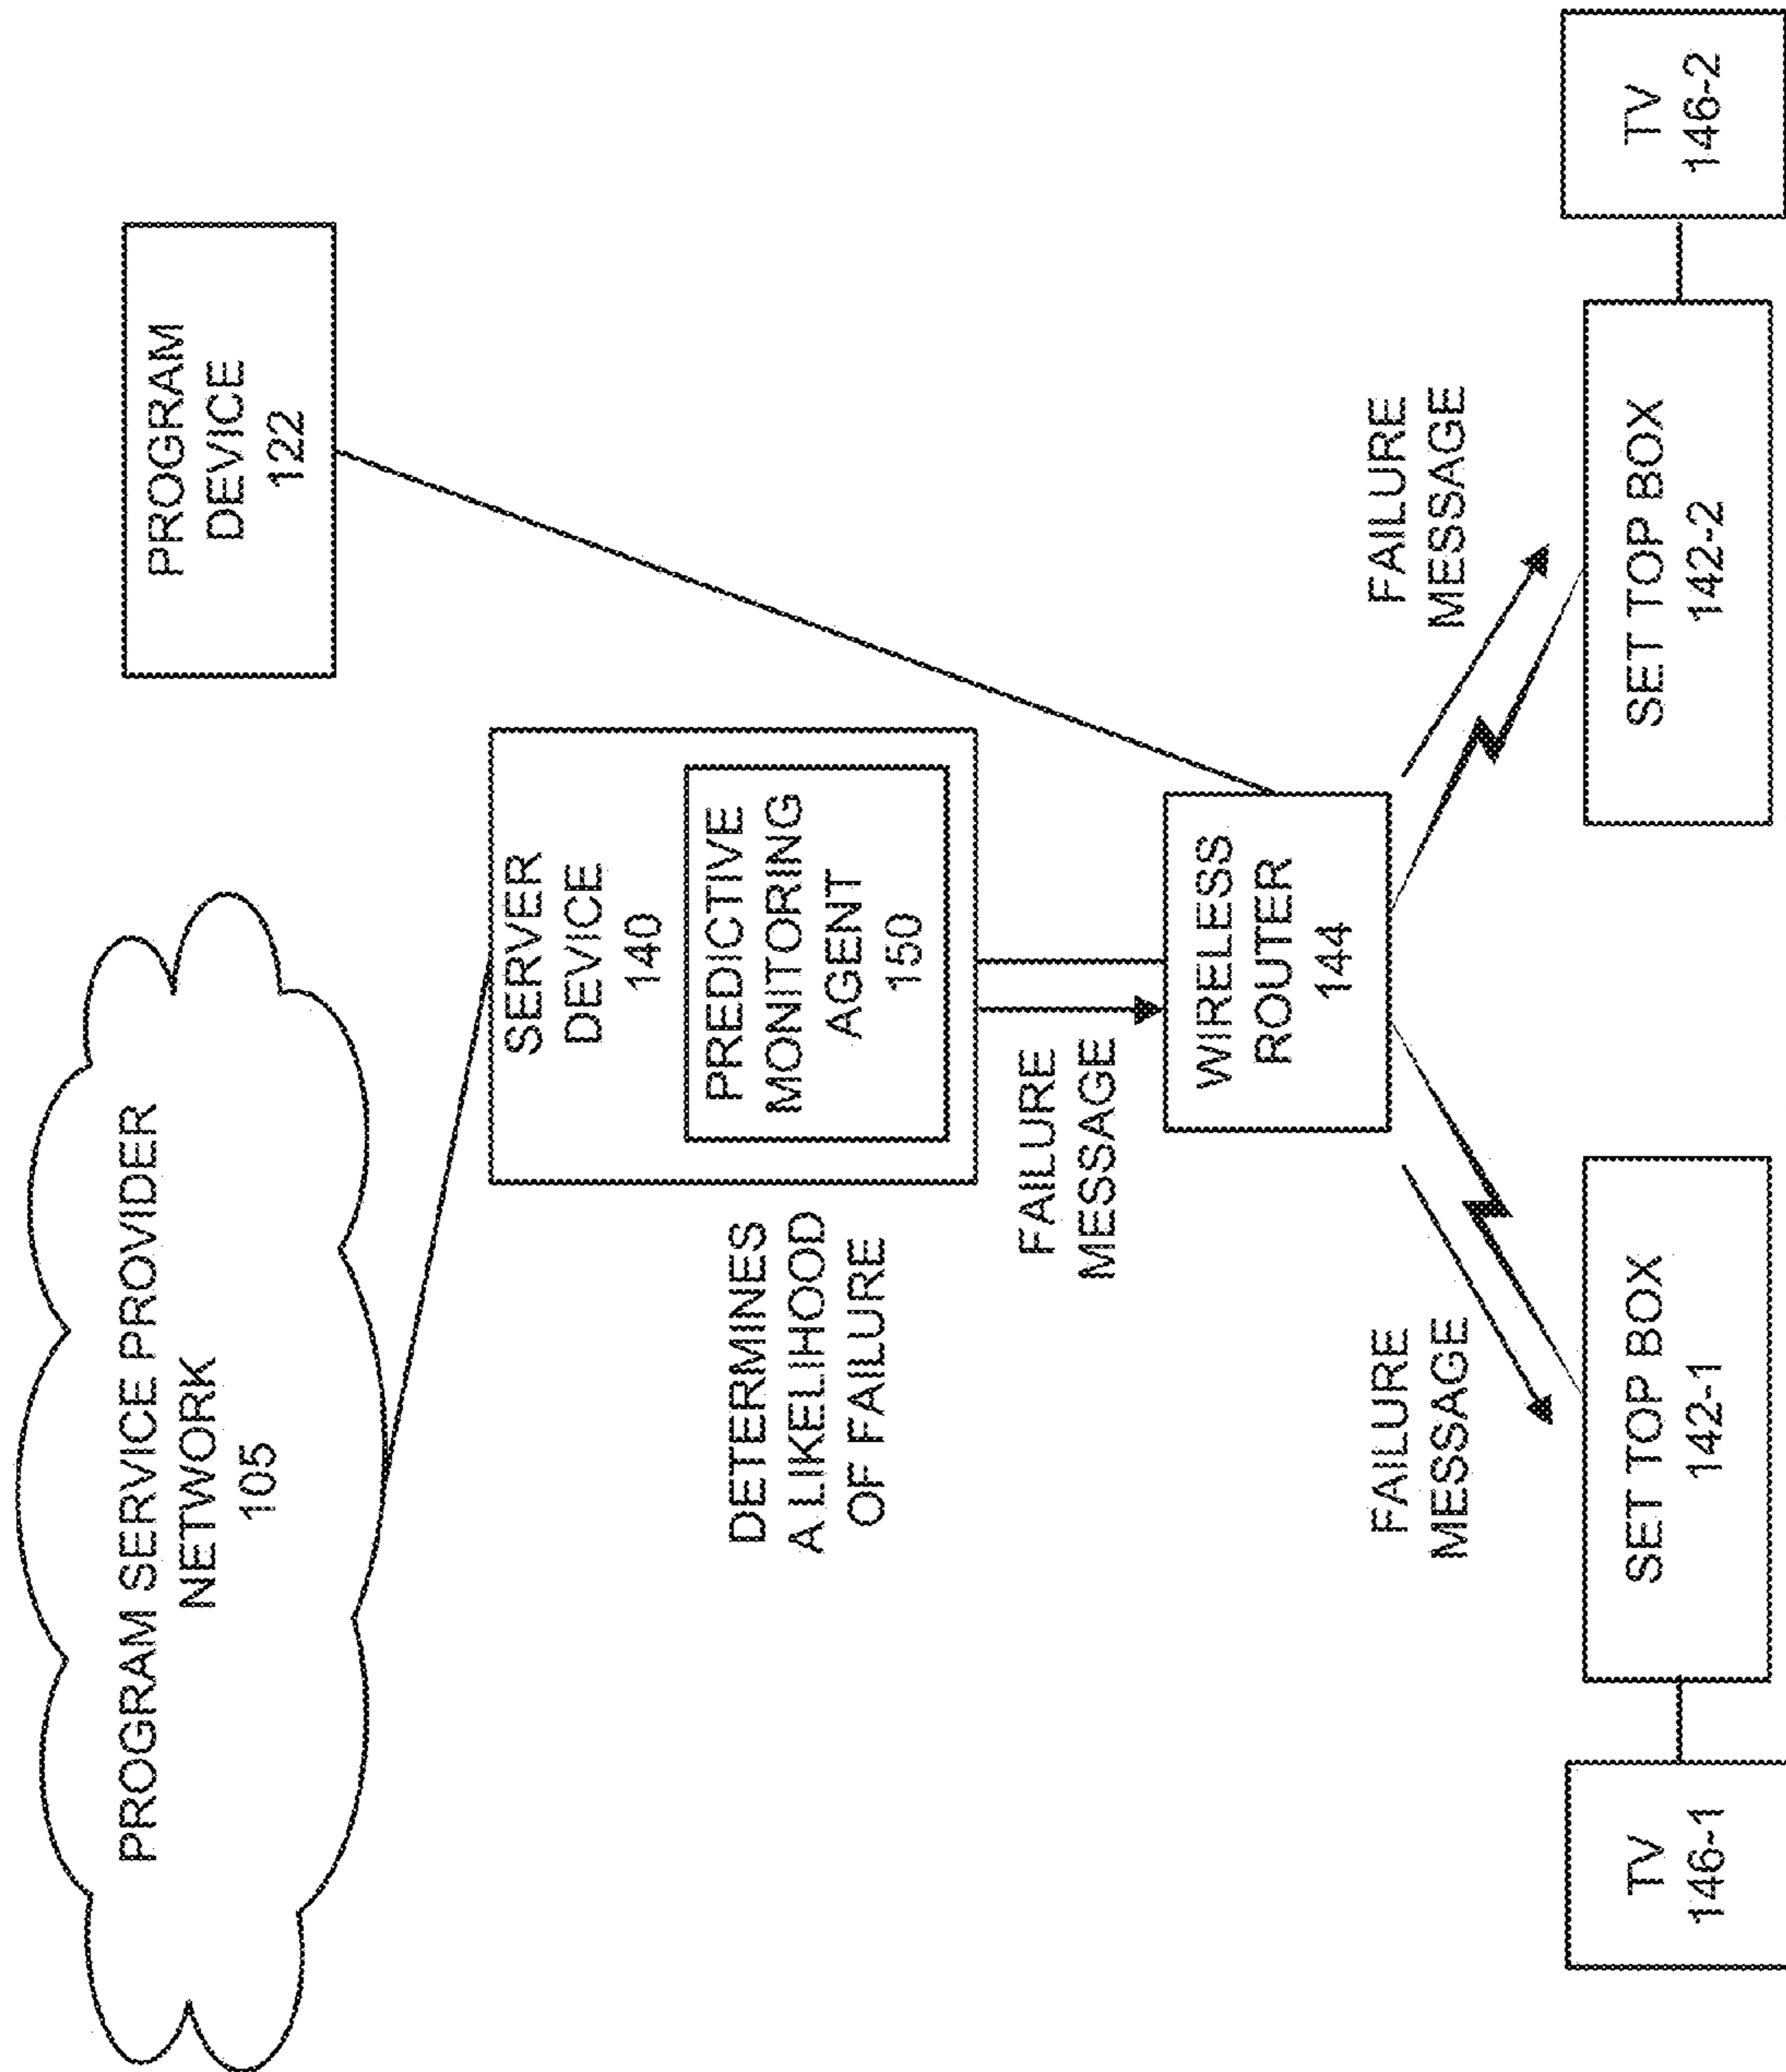 PROGRAM SERVICE PROVIDER
NETWORK
105
PROGRAM
DEVICE
122
SERVER
DEVICE
140
PREDICTIVE
MONITORING
AGENT
150
DETERMINES
A LIKELIHOOD
OF FAILURE
FAILURE
MESSAGE
WIRELESS
ROUTER
144
FAILURE
MESSAGE
FAILURE
MESSAGE
TV
146-1
SET TOP BOX
142-1
SET TOP BOX
142-2
TV
146-2